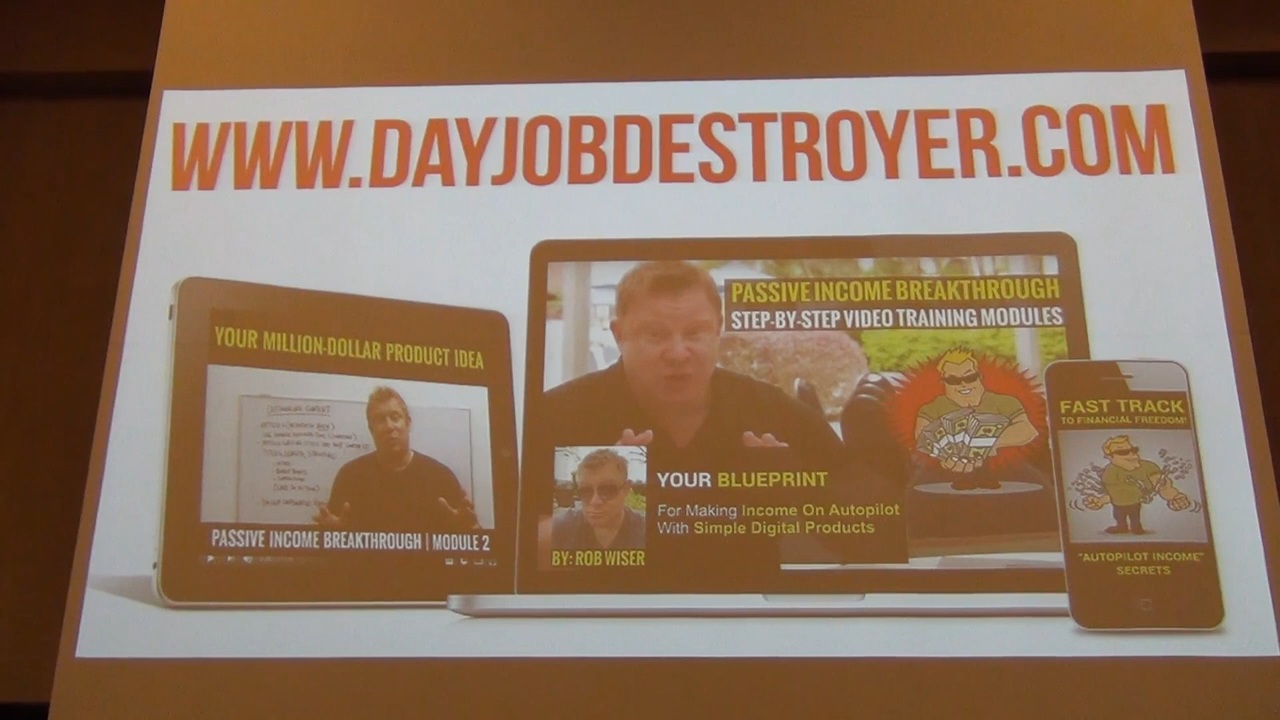 WWW.DAYJOBDESTROYER.COM
YOUR MILLION-DOLLAR PRODUCT IDEA
PASSIVE INCOME BREAKTHROUGH | MODULE 2
PASSIVE INCOME BREAKTHROUGH
STEP-BY-STEP VIDEO TRAINING MODULES
YOUR BLUEPRINT
For Making Income On Autopilot
With Simple Digital Products
BY: ROB WISER
FAST TRACK
TO FINANCIAL FREEDOM!
"AUTOPILOT INCOME"
SECRETS